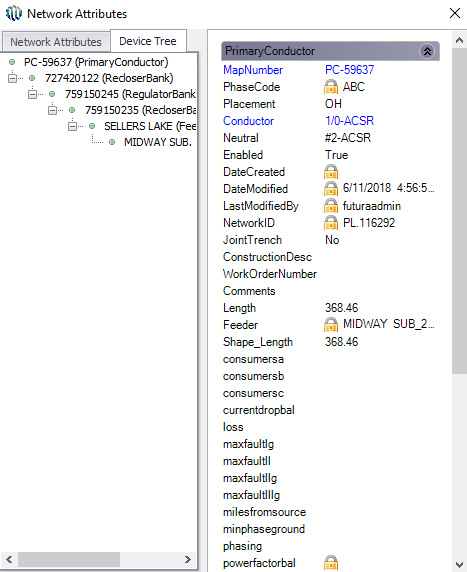 Network Attributes
Network Attributes Device Tree
PC-59637 (PrimaryConductor)
727420122 (RecloserBank)
759150245 (RegulatorBank)
759150235 (RecloserBa
SELLERS LAKE (Fee
MIDWAY SUB.
PrimaryConductor
MapNumber PC-59637
PhaseCode ABC
Placement OH
Conductor 1/0-ACSR
Neutral #2-ACSR
Enabled True
DateCreated
DateModified 6/11/2018 4:56:5...
LastModifiedBy futuraadmin
NetworkID PL.116292
JointTrench No
ConstructionDesc
WorkOrderNumber
Comments
Length 368.46
Feeder MIDWAY SUB_2...
Shape_Length 368.46
consumersa
consumersb
consumersc
currentdropbal
loss
maxfaultlg
maxfaultll
maxfaultllg
maxfaultlllg
milesfromsource
minphaseground
phasing
powerfactorbal